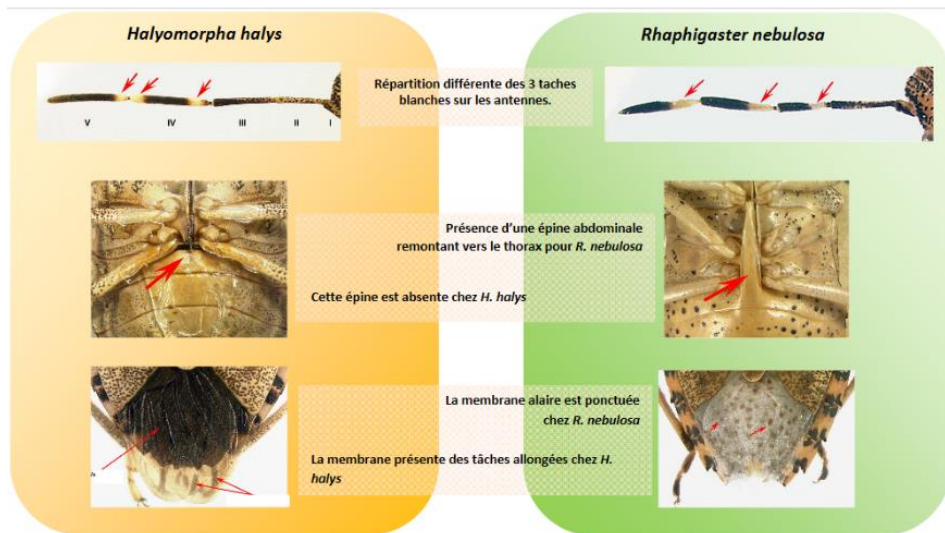 Halyomorpha halys
Rhaphigaster nebulosa
Répartition différente des 3 taches
blanches sur les antennes.
V IV III II I
Présence d'une épine abdominale
remontant vers le thorax pour R. nebulosa
Cette épine est absente chez H. halys
La membrane alaire est ponctuée
chez R. nebulosa
La membrane présente des tâches allongées chez H.
halys